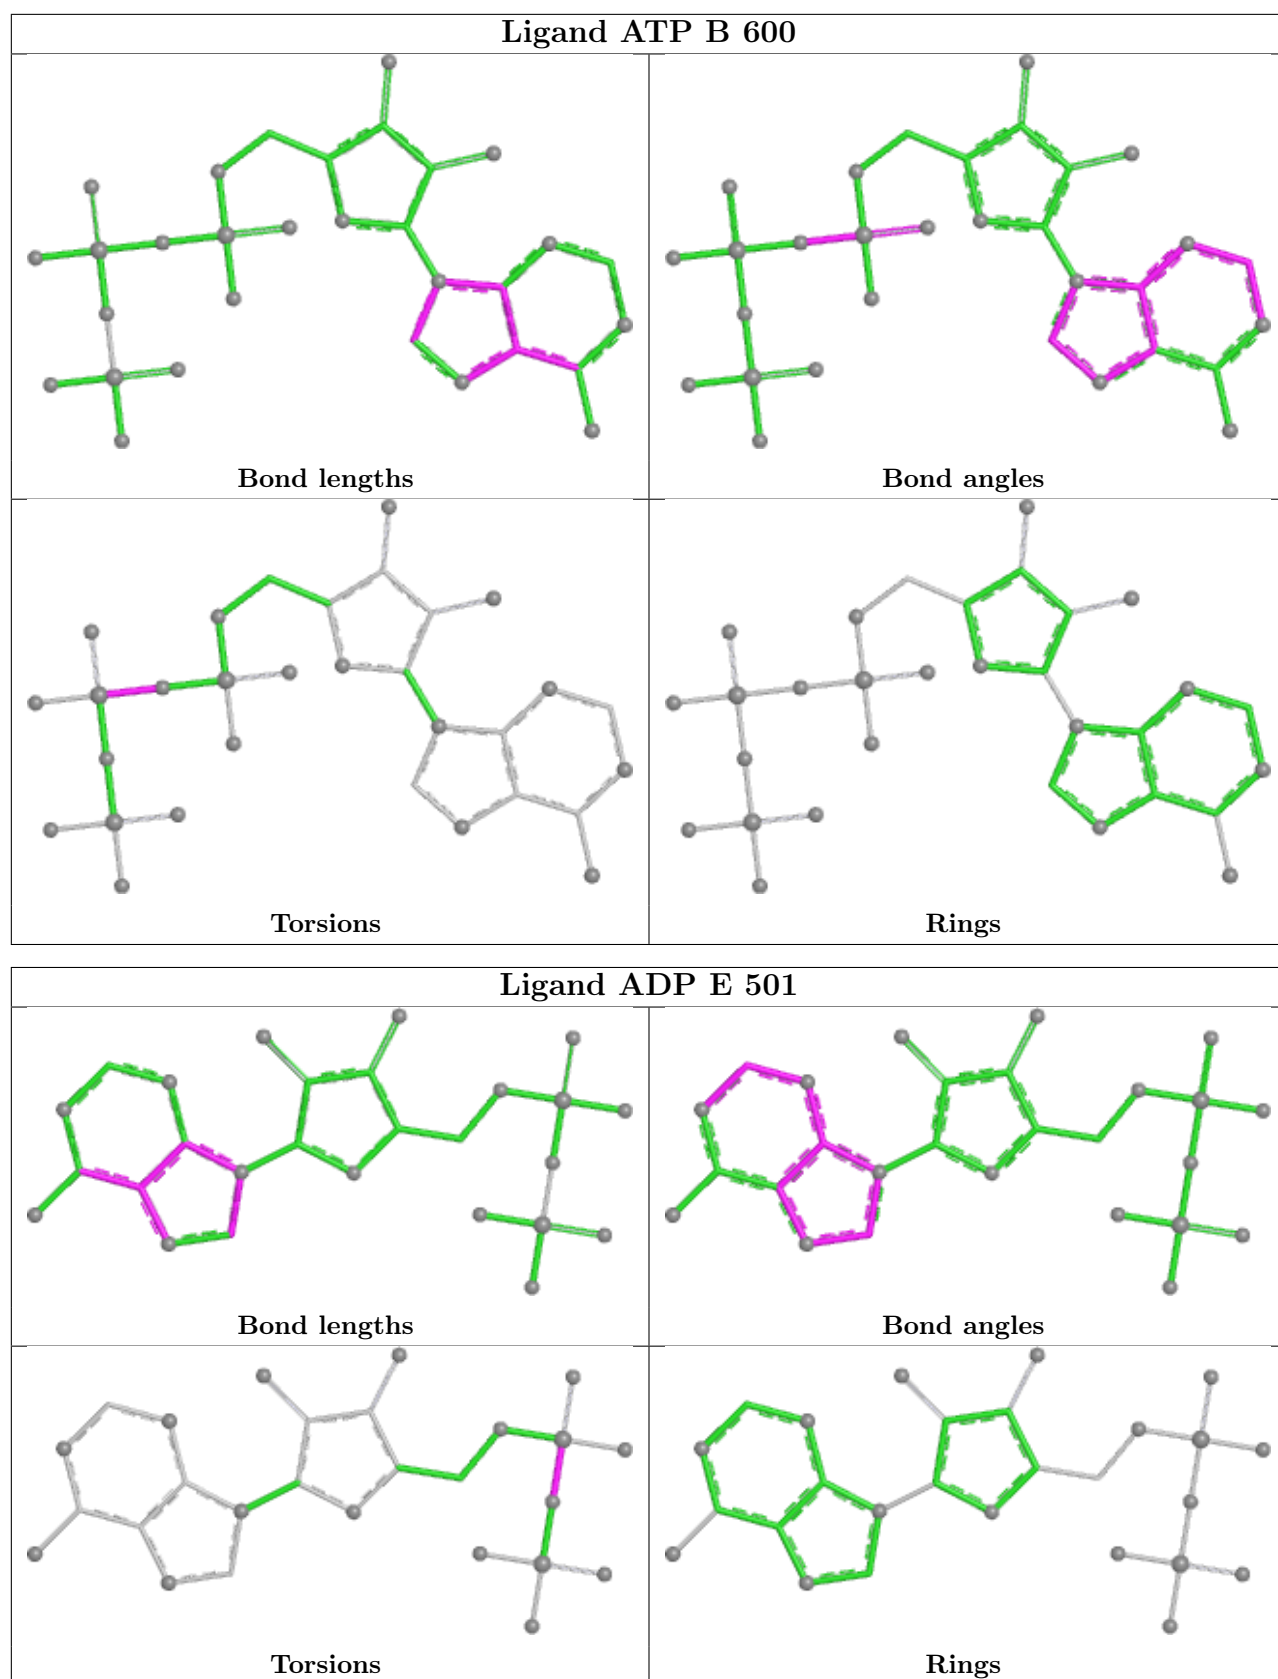 Ligand ATP B 600
Bond lengths
Bond angles
Torsions
Rings
Ligand ADP E 501
Bond lengths
Bond angles
Torsions
Rings